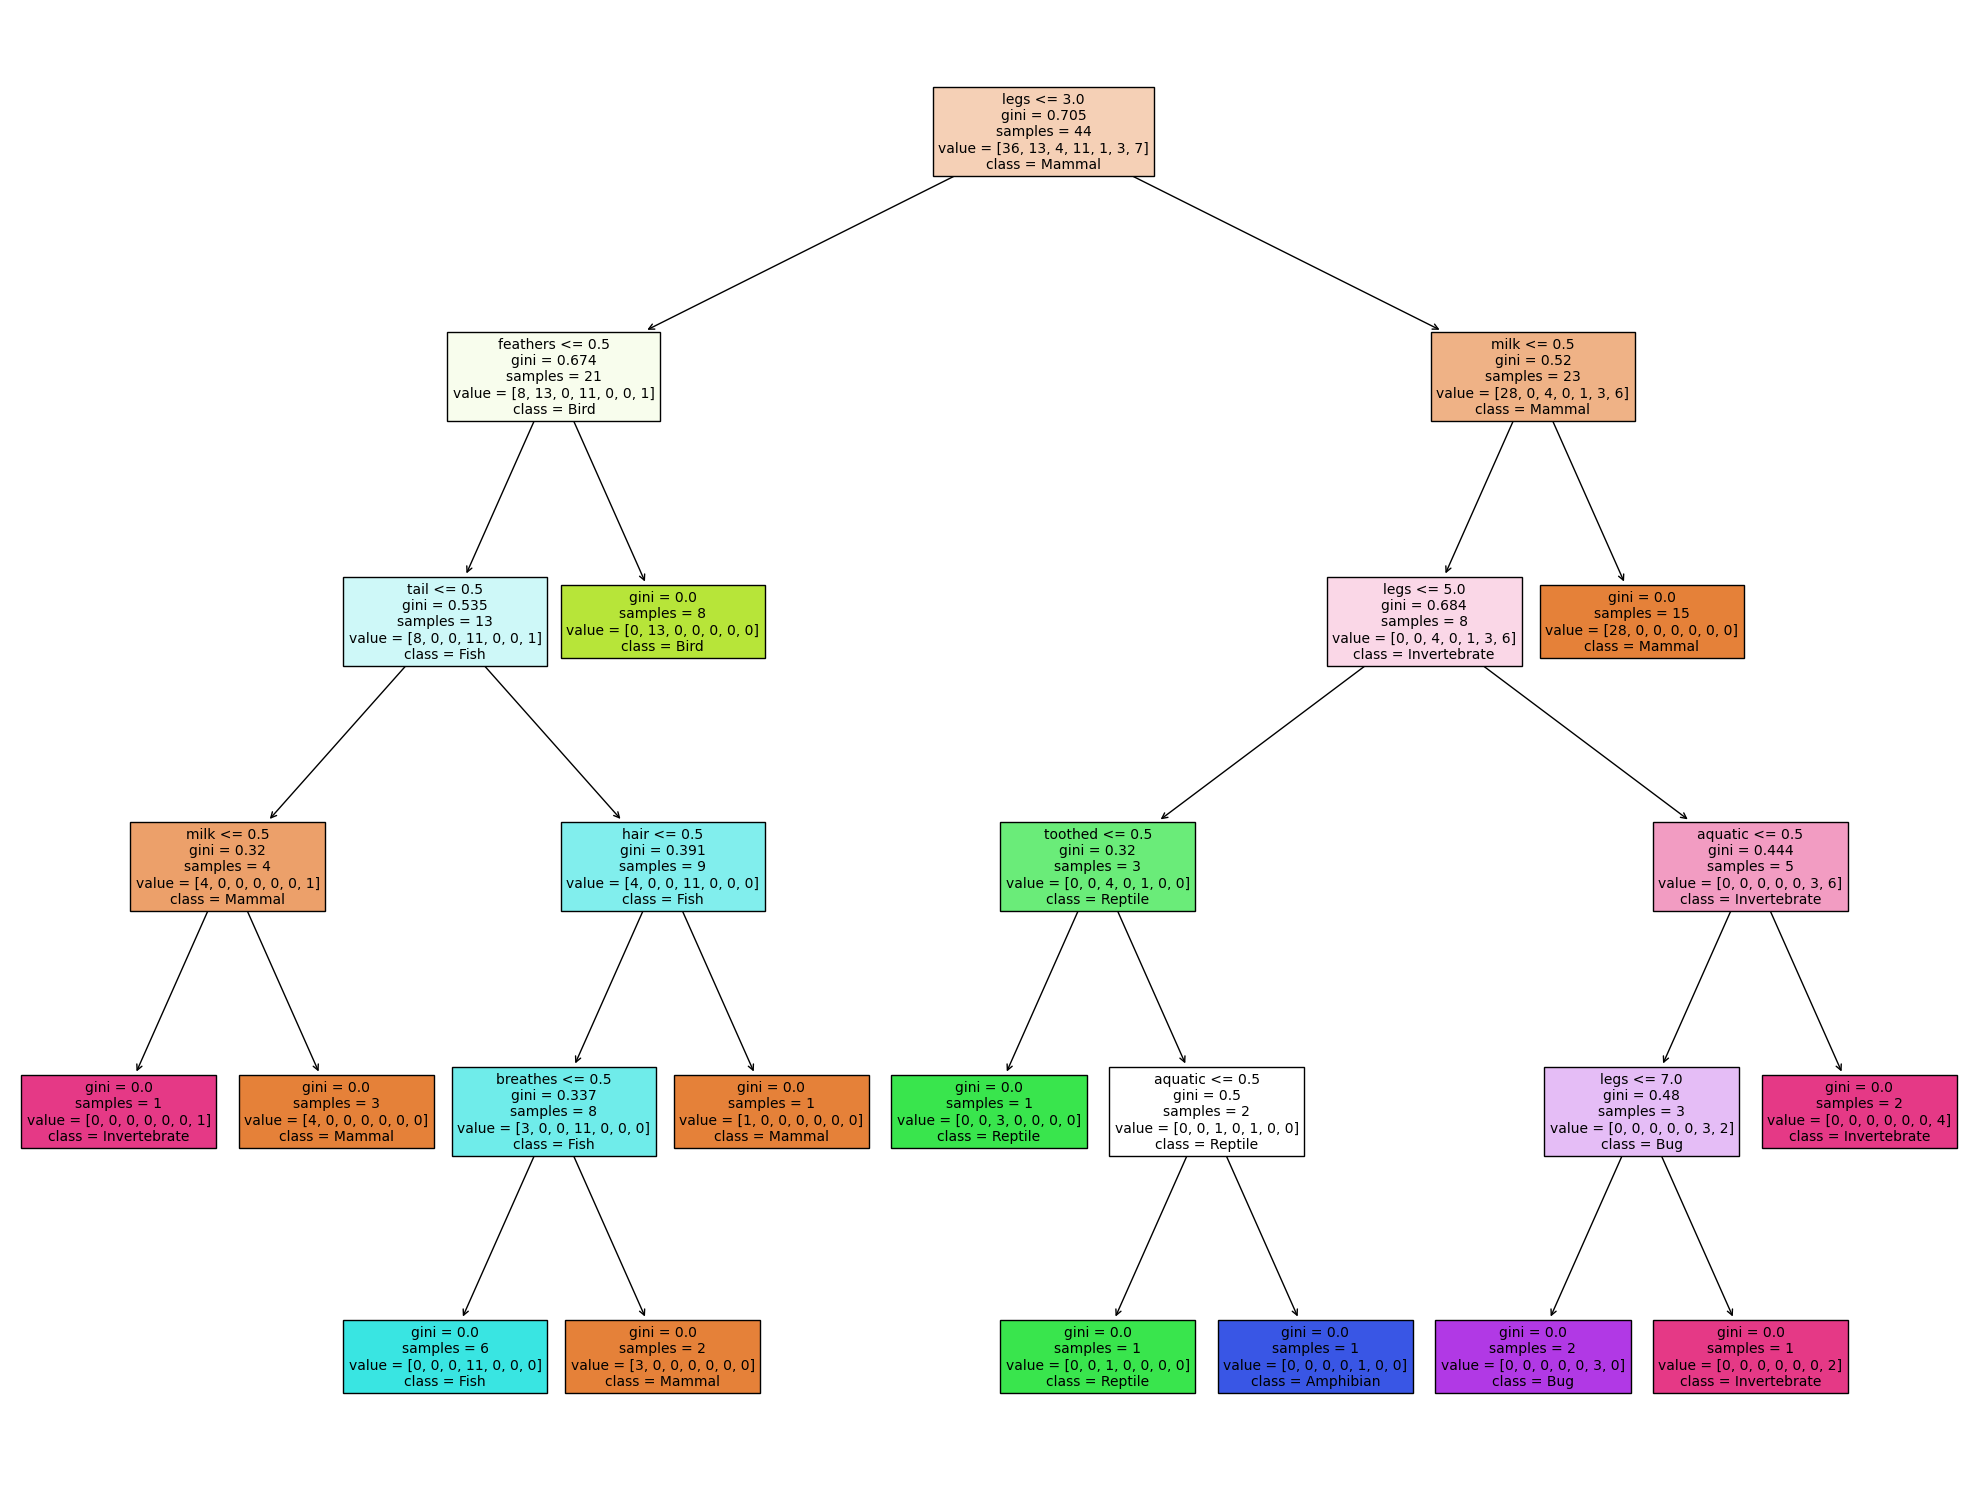 legs <= 3.0
gini = 0.705
samples = 44
value = [36, 13, 4, 11, 1, 3, 7]
class = Mammal
feathers <= 0.5
gini = 0.674
samples = 21
value = [8, 13, 0, 11, 0, 0, 1]
class = Bird
milk <= 0.5
gini = 0.52
samples = 23
value = [28, 0, 4, 0, 1, 3, 6]
class = Mammal
tail <= 0.5
gini = 0.535
samples = 13
value = [8, 0, 0, 11, 0, 0, 1]
class = Fish
gini = 0.0
samples = 8
value = [0, 13, 0, 0, 0, 0, 0]
class = Bird
legs <= 5.0
gini = 0.684
samples = 8
value = [0, 0, 4, 0, 1, 3, 6]
class = Invertebrate
gini = 0.0
samples = 15
value = [28, 0, 0, 0, 0, 0, 0]
class = Mammal
milk <= 0.5
gini = 0.32
samples = 4
value = [4, 0, 0, 0, 0, 0, 1]
class = Mammal
hair <= 0.5
gini = 0.391
samples = 9
value = [4, 0, 0, 11, 0, 0, 0]
class = Fish
toothed <= 0.5
gini = 0.32
samples = 3
value = [0, 0, 4, 0, 1, 0, 0]
class = Reptile
aquatic <= 0.5
gini = 0.444
samples = 5
value = [0, 0, 0, 0, 0, 3, 6]
class = Invertebrate
gini = 0.0
samples = 1
value = [0, 0, 0, 0, 0, 0, 1]
class = Invertebrate
gini = 0.0
samples = 3
value = [4, 0, 0, 0, 0, 0, 0]
class = Mammal
breathes <= 0.5
gini = 0.337
samples = 8
value = [3, 0, 0, 11, 0, 0, 0]
class = Fish
gini = 0.0
samples = 1
value = [1, 0, 0, 0, 0, 0, 0]
class = Mammal
gini = 0.0
samples = 1
value = [0, 0, 3, 0, 0, 0, 0]
class = Reptile
aquatic <= 0.5
gini = 0.5
samples = 2
value = [0, 0, 1, 0, 1, 0, 0]
class = Reptile
legs <= 7.0
gini = 0.48
samples = 3
value = [0, 0, 0, 0, 0, 3, 2]
class = Bug
gini = 0.0
samples = 2
value = [0, 0, 0, 0, 0, 0, 4]
class = Invertebrate
gini = 0.0
samples = 6
value = [0, 0, 0, 11, 0, 0, 0]
class = Fish
gini = 0.0
samples = 2
value = [3, 0, 0, 0, 0, 0, 0]
class = Mammal
gini = 0.0
samples = 1
value = [0, 0, 1, 0, 0, 0, 0]
class = Reptile
gini = 0.0
samples = 1
value = [0, 0, 0, 0, 1, 0, 0]
class = Amphibian
gini = 0.0
samples = 2
value = [0, 0, 0, 0, 0, 3, 0]
class = Bug
gini = 0.0
samples = 1
value = [0, 0, 0, 0, 0, 0, 2]
class = Invertebrate